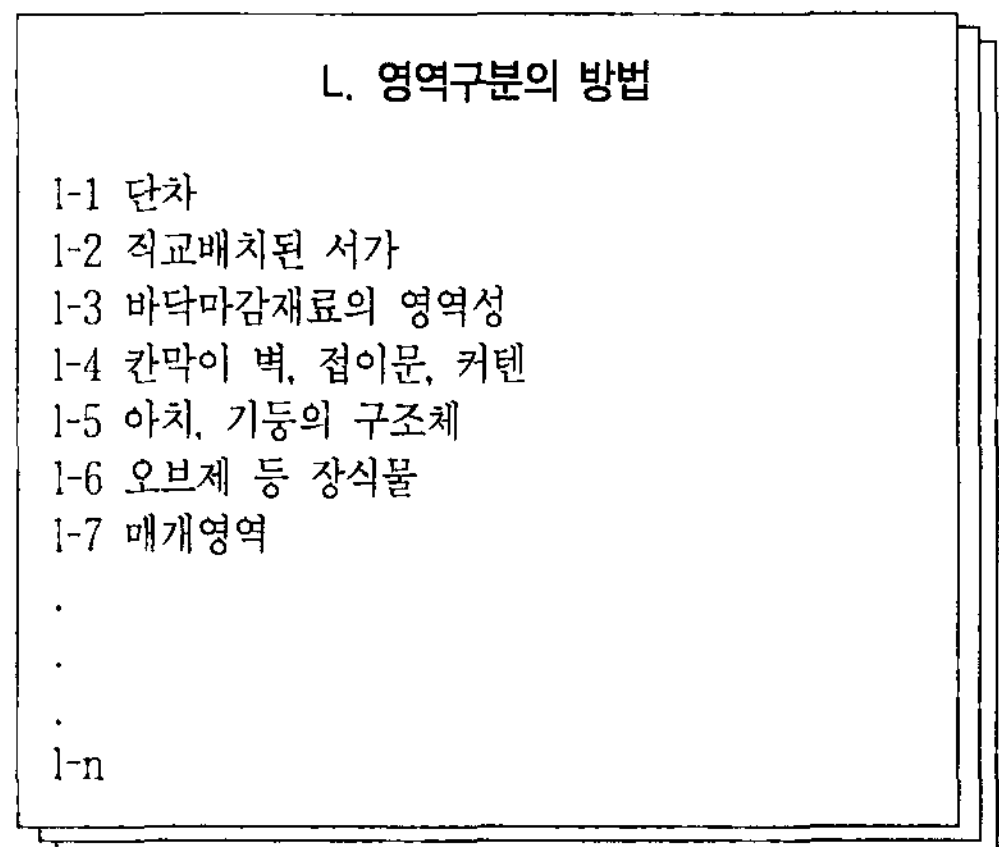 L. 영역구분의 방법
l-1 단차
l-2 직교배치된 서가
l-3 바닥마감재료의 영역성
l-4 칸막이 벽, 접이문, 커텐
l-5 아치, 기둥의 구조체
l-6 오브제 등 장식물
l-7 매개영역
.
.
.
l-n